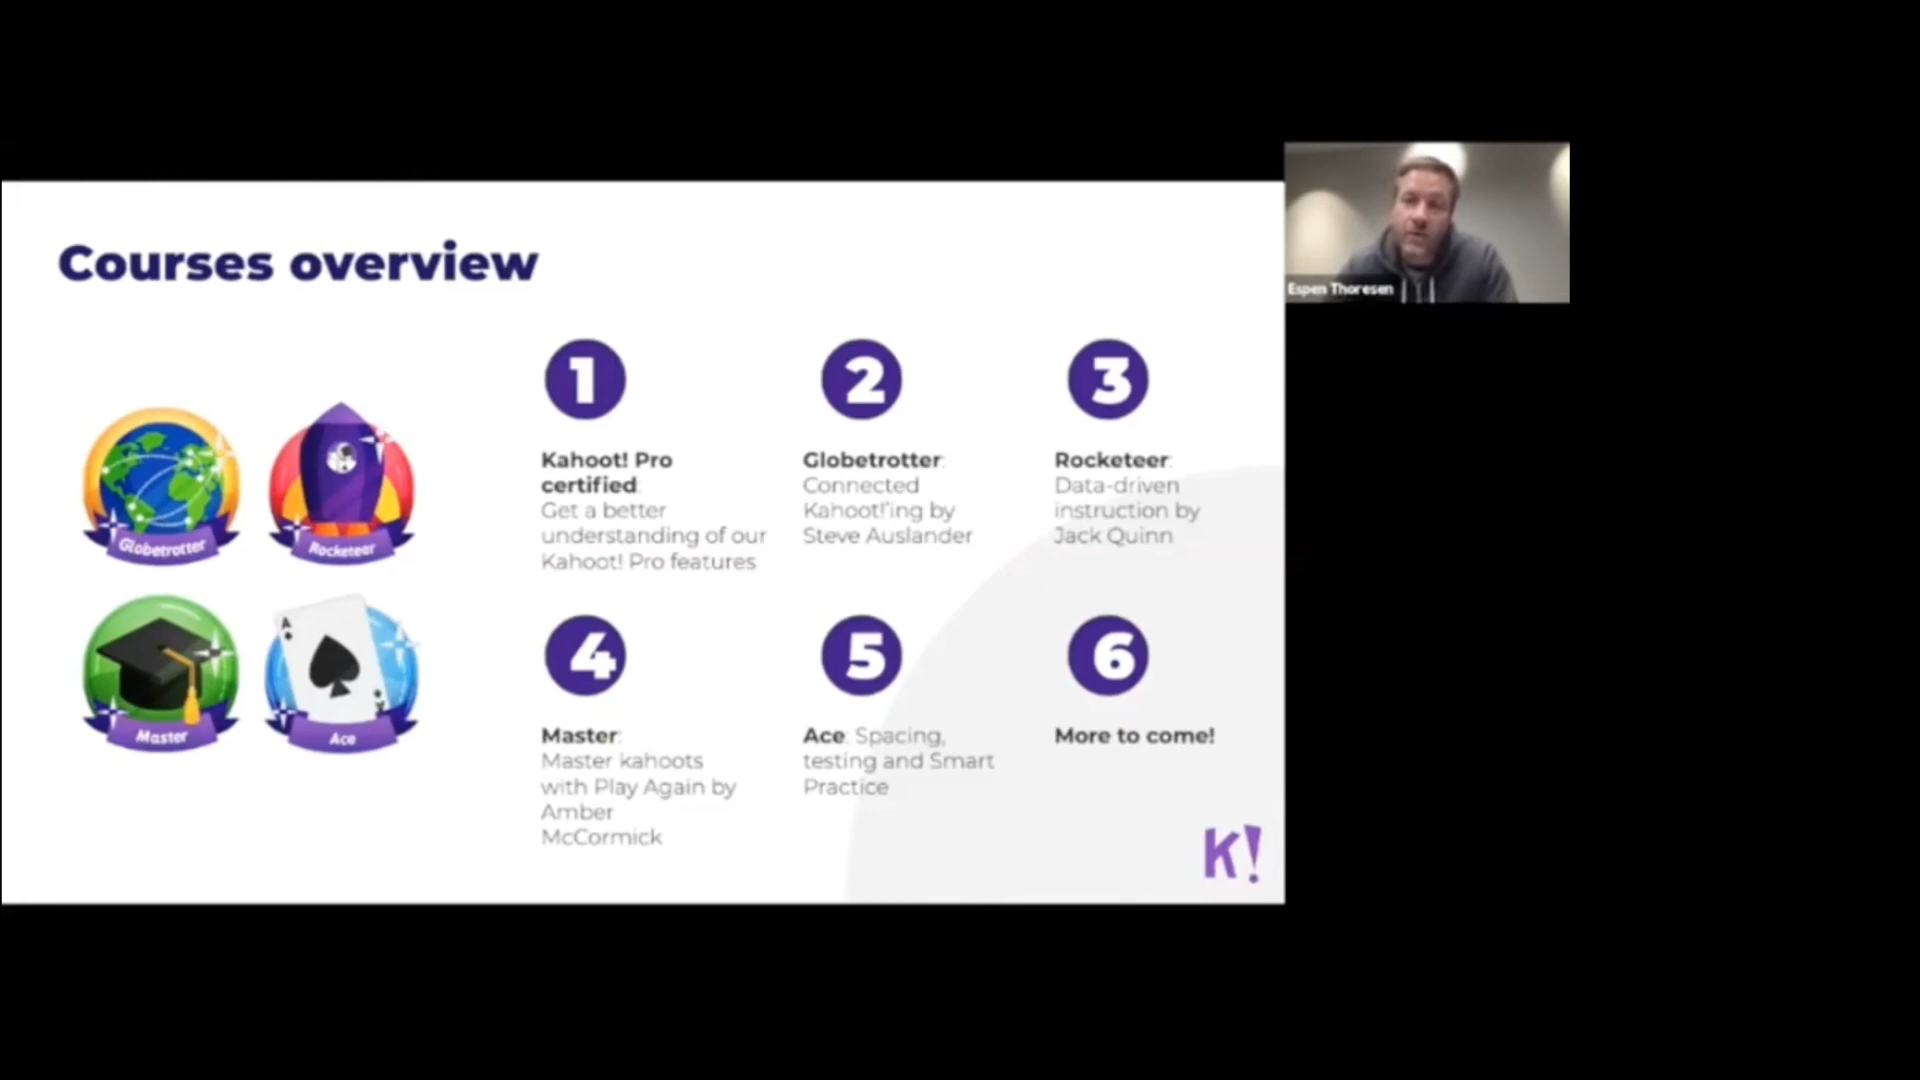 Courses overview
Espen Thoresen
1
2
3
Kahoot! Pro
certified:
Get a better
understanding of our
Kahoot! Pro features
Globetrotter:
Connected
Kahoot!'ing by
Steve Auslander
Rocketeer:
Data-driven
instruction by
Jack Quinn
Globetrotter
Rocketeer
4
5
6
Master:
Master kahoots
with Play Again by
Amber
McCormick
Ace: Spacing,
testing and Smart
Practice
More to come!
A
Master
Ace
K!